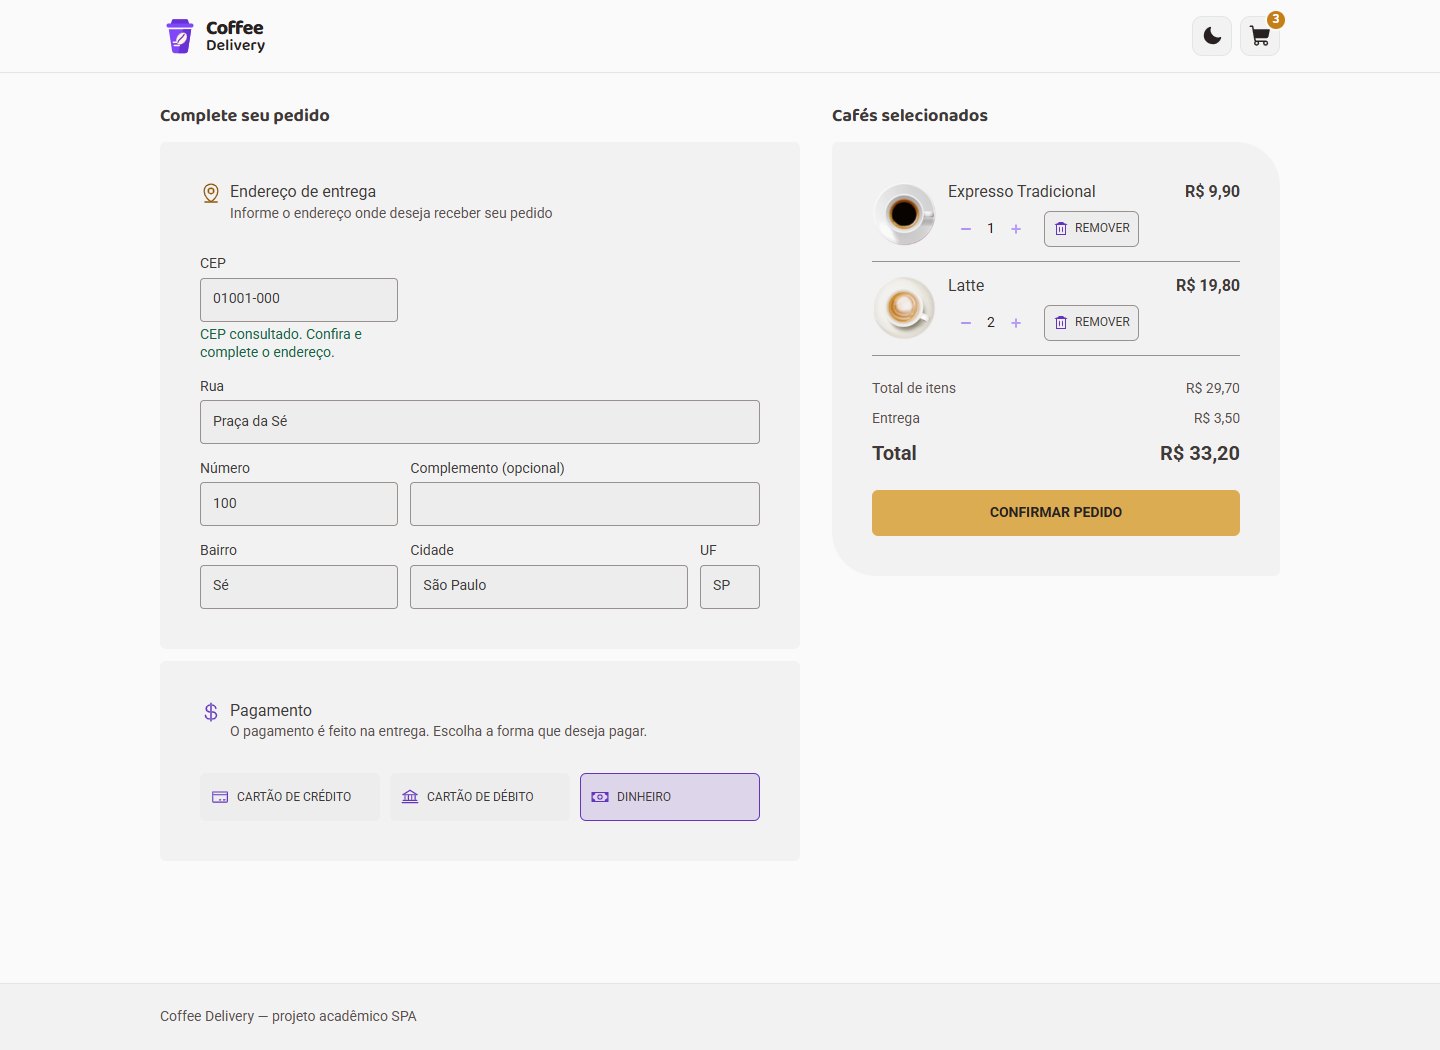 Coffee
Delivery
3
Complete seu pedido
Endereço de entrega
Informe o endereço onde deseja receber seu pedido
CEP
01001-000
CEP consultado. Confira e
complete o endereço.
Rua
Praça da Sé
Número
Complemento (opcional)
100
Bairro
Cidade
UF
Sé
São Paulo
SP
Pagamento
O pagamento é feito na entrega. Escolha a forma que deseja pagar.
CARTÃO DE CRÉDITO
CARTÃO DE DÉBITO
DINHEIRO
Cafés selecionados
Expresso Tradicional
R$ 9,90
1
REMOVER
Latte
R$ 19,80
2
REMOVER
Total de itens
R$ 29,70
Entrega
R$ 3,50
Total
R$ 33,20
CONFIRMAR PEDIDO
Coffee Delivery — projeto acadêmico SPA